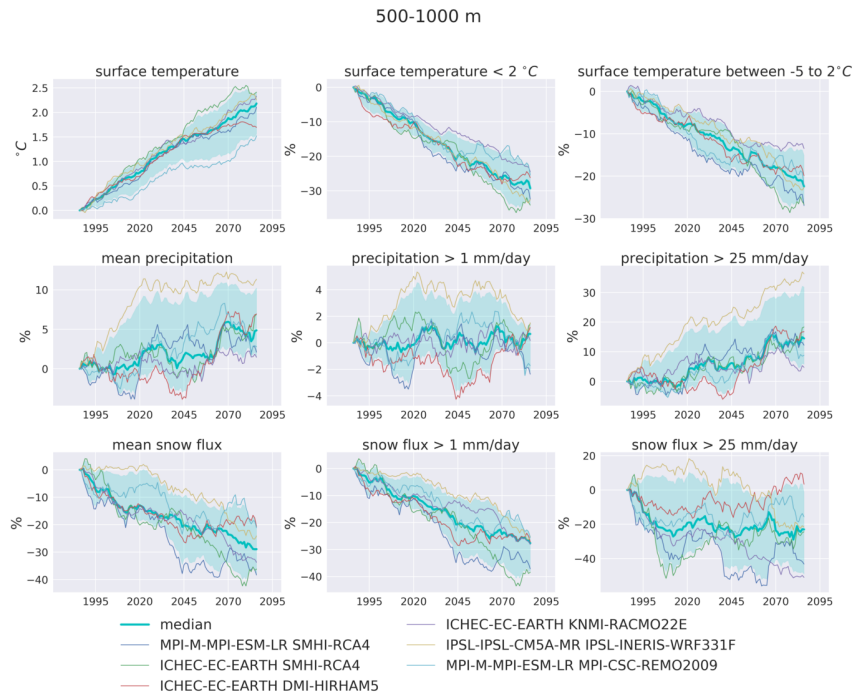 500-1000 m
surface temperature
surface temperature < 2 °C
surface temperature between -5 to 2°C
2.5
2.0
1.5
1.0
0.5
0.0
°C
1995 2020 2045 2070 2095
0
−10
−20
−30
%
1995 2020 2045 2070 2095
0
−10
−20
−30
%
1995 2020 2045 2070 2095
mean precipitation
precipitation > 1 mm/day
precipitation > 25 mm/day
10
5
0
%
1995 2020 2045 2070 2095
4
2
0
−2
−4
%
1995 2020 2045 2070 2095
30
20
10
0
%
1995 2020 2045 2070 2095
mean snow flux
snow flux > 1 mm/day
snow flux > 25 mm/day
0
−10
−20
−30
−40
%
1995 2020 2045 2070 2095
0
−10
−20
−30
−40
%
1995 2020 2045 2070 2095
20
0
−20
−40
%
1995 2020 2045 2070 2095
median
MPI-M-MPI-ESM-LR SMHI-RCA4
ICHEC-EC-EARTH SMHI-RCA4
ICHEC-EC-EARTH DMI-HIRHAM5
ICHEC-EC-EARTH KNMI-RACMO22E
IPSL-IPSL-CM5A-MR IPSL-INERIS-WRF331F
MPI-M-MPI-ESM-LR MPI-CSC-REMO2009